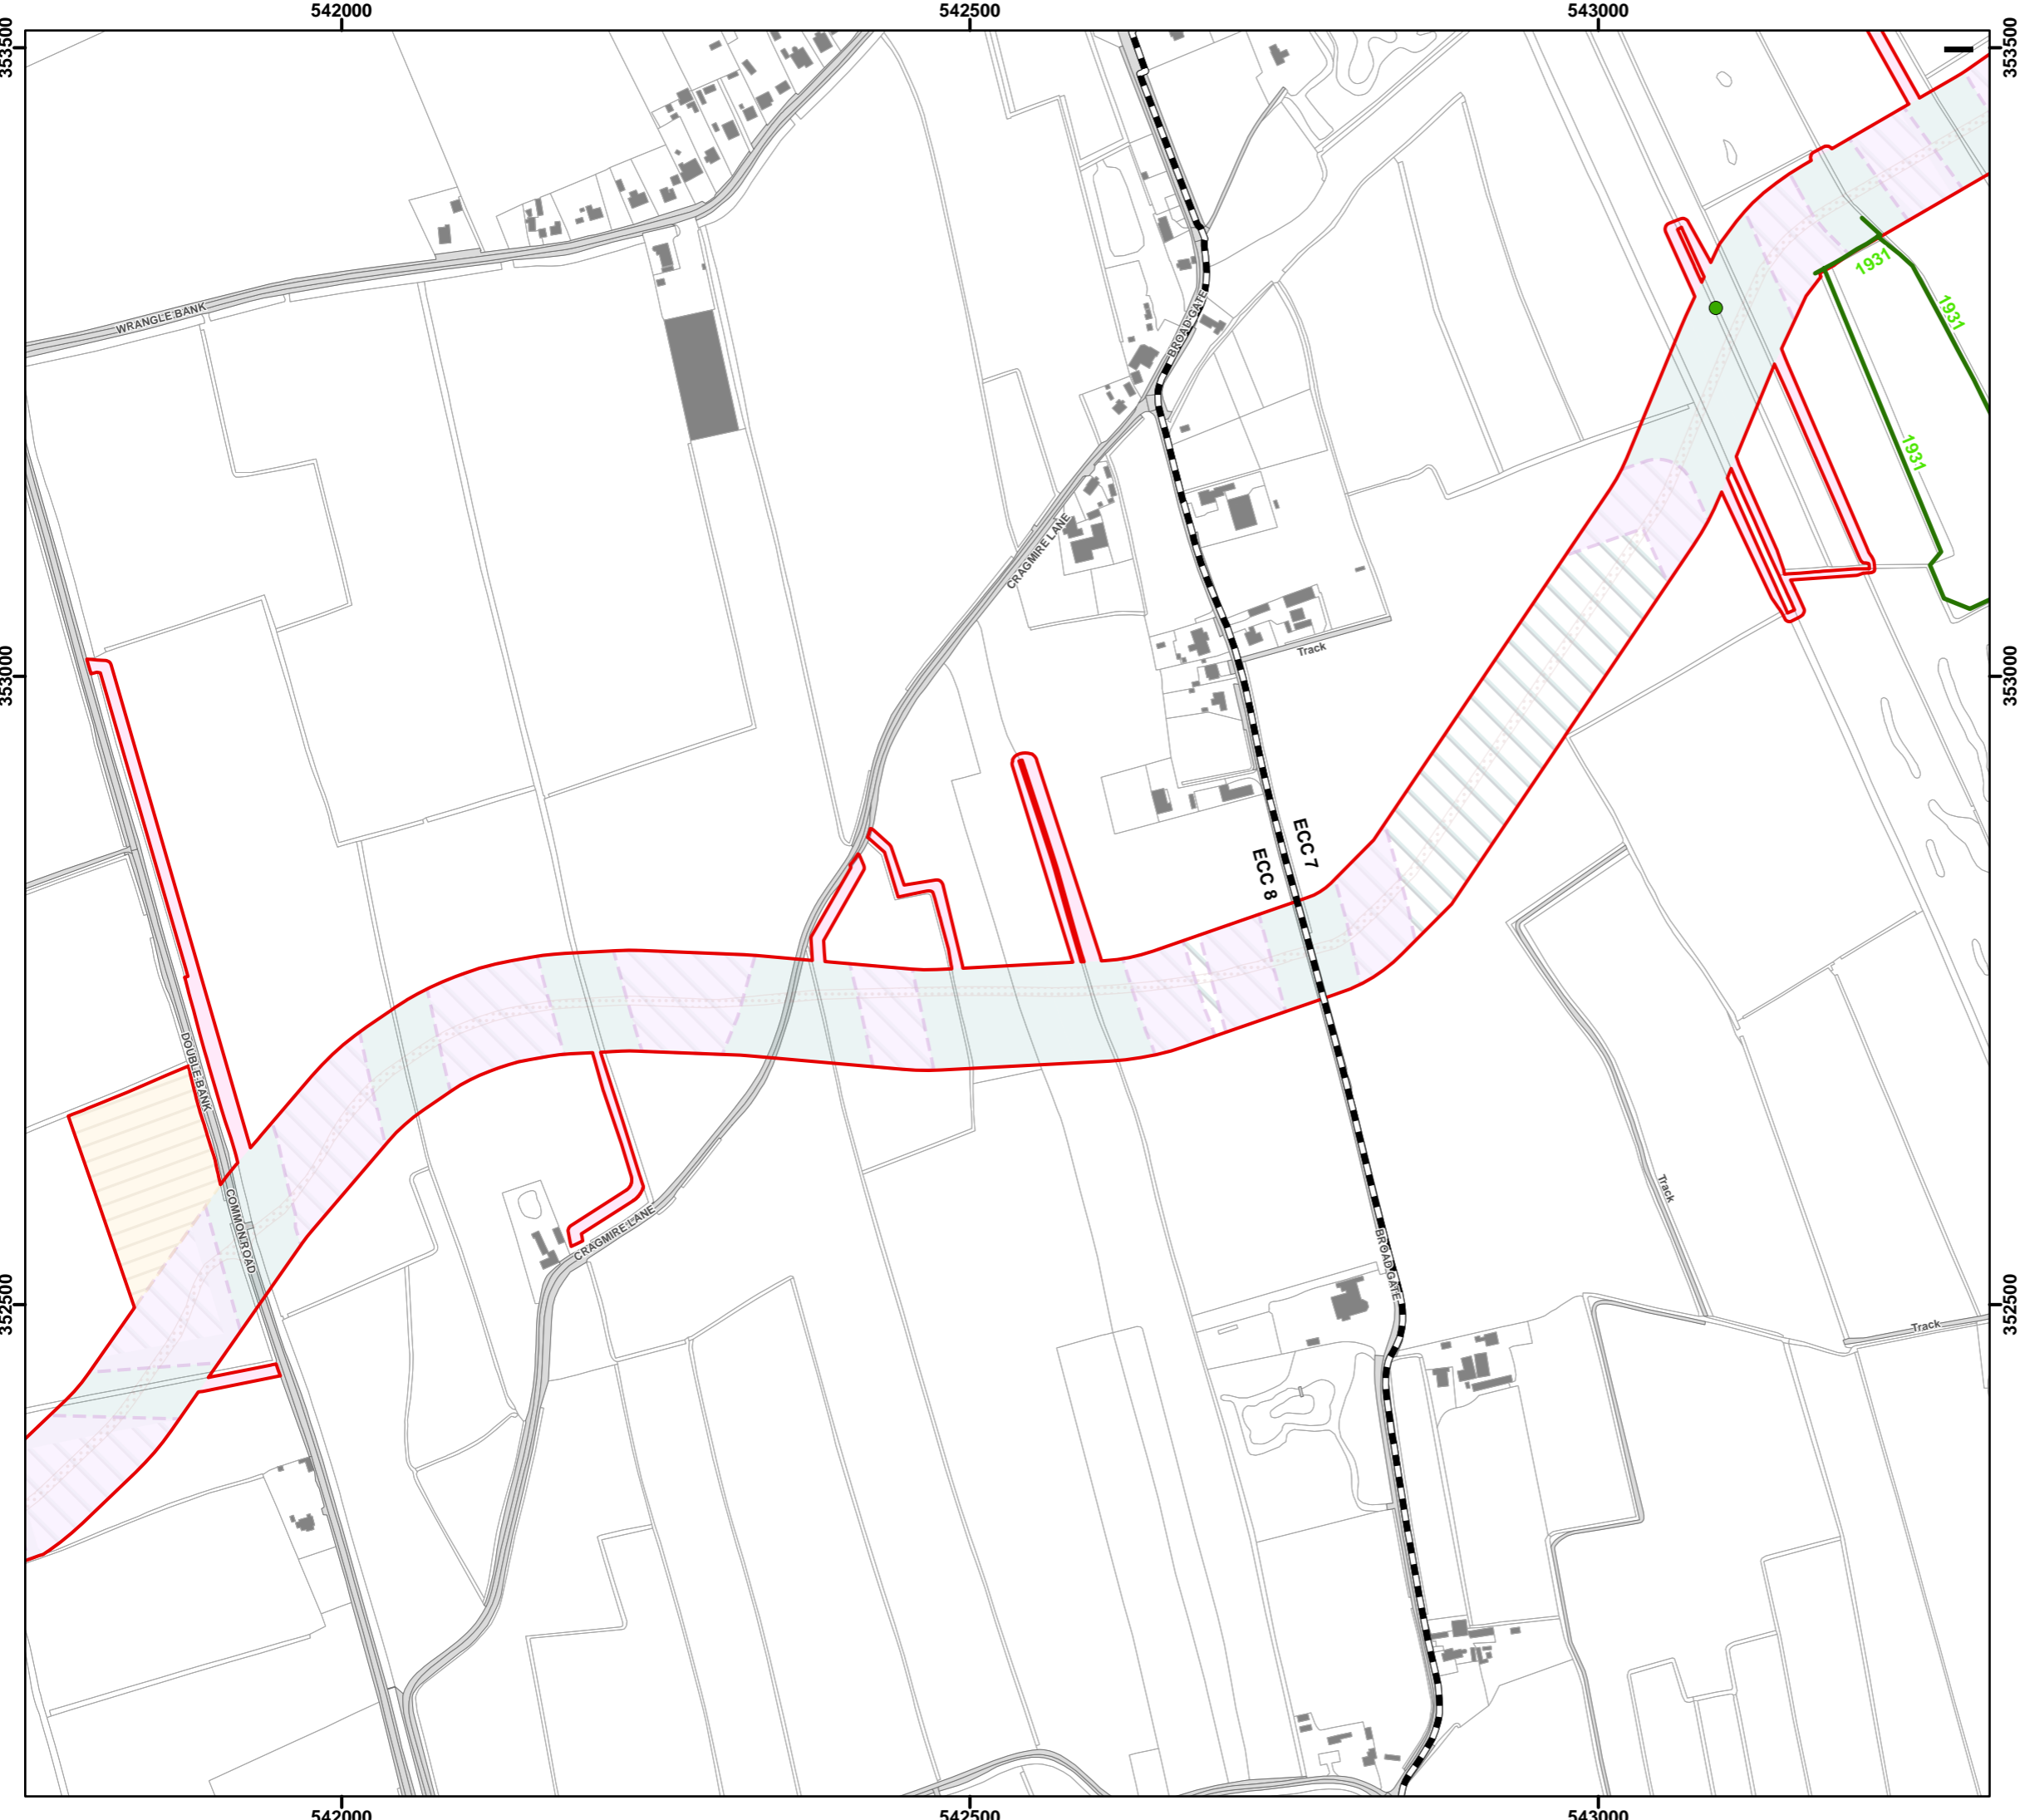 542000
542500
543000
353500
353500
WRANGLE BANK
BROAD GATE
1931
1931
1931
CRAGMIRE LANE
Track
353000
353000
ECC 7
ECC 8
DOUBLE BANK
COMMON ROAD
CRAGMIRE LANE
Track
BROAD GATE
352500
352500
Track
542000
542500
543000